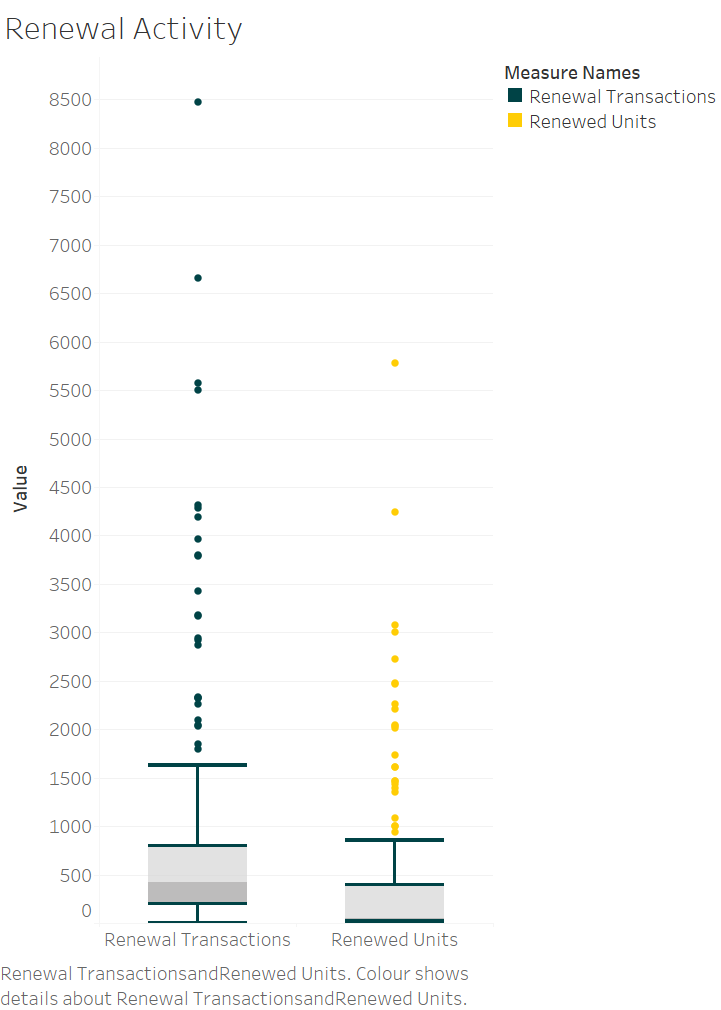 Renewal Activity
Measure Names
Renewal Transactions
Renewed Units
8500
8000
7500
7000
6500
6000
5500
5000
4500
4000
3500
3000
2500
2000
1500
1000
500
0
Value
Renewal Transactions
Renewed Units
Renewal TransactionsandRenewed Units. Colour shows
details about Renewal TransactionsandRenewed Units.